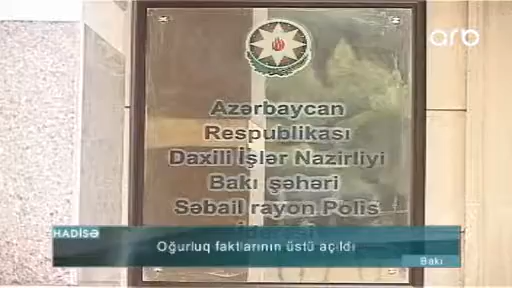 arb
Azərbaycan
Respublikası
Daxili İşlər Nazirliyi
Bakı şəhəri
Səbail rayon Polis
HADİSƏ
Oğurluq faktlarının üstü açıldı
Bakı